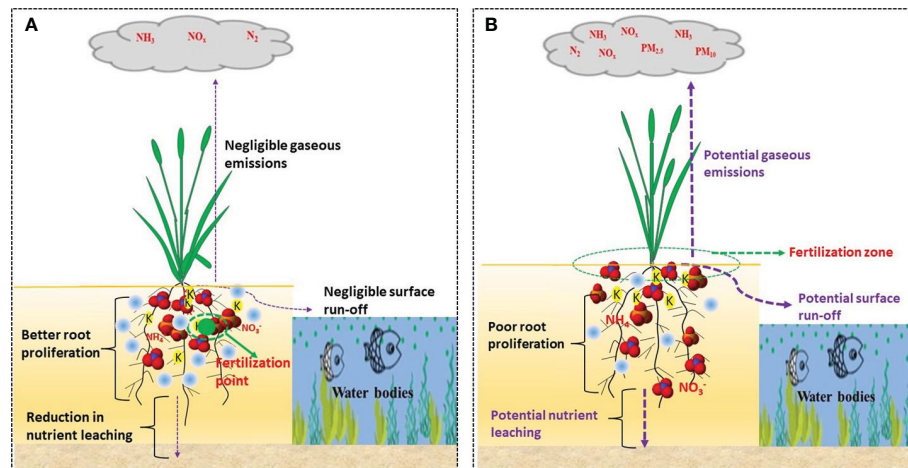 A
NH₃
NOₓ
N₂
Negligible gaseous
emissions
Negligible surface
run-off
Better root
proliferation
K
K
K
K
K
K
NH₄
NO₃⁻
Fertilization
point
Water bodies
Reduction in
nutrient leaching
B
NH₃
NOₓ
NH₃
N₂
NOₓ
PM₂.₅
PM₁₀
Potential gaseous
emissions
Fertilization zone
Potential surface
run-off
Poor root
proliferation
K
K
K
K
K
NH₄
NO₃⁻
Water bodies
Potential nutrient
leaching